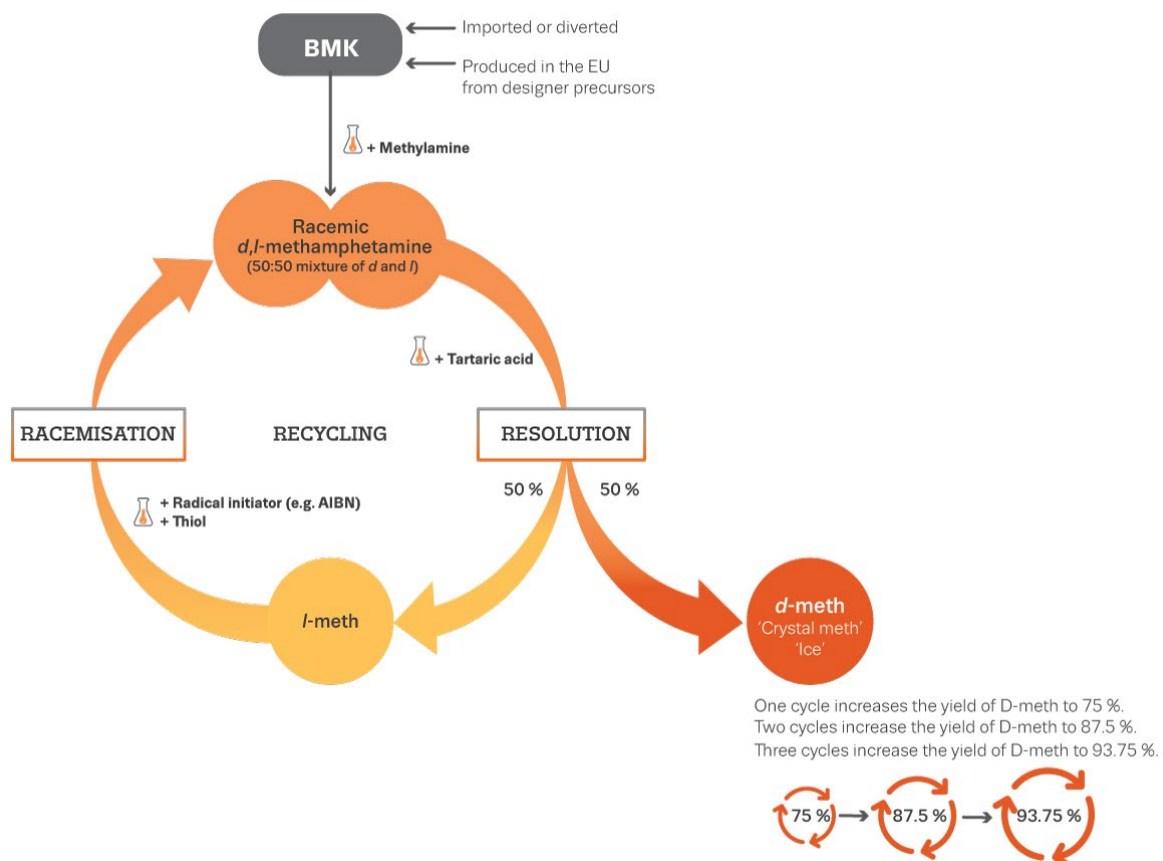 BMK
Imported or diverted
Produced in the EU
from designer precursors
+ Methylamine
Racemic
d,l-methamphetamine
(50:50 mixture of d and l)
+ Tartaric acid
RACEMISATION
RECYCLING
RESOLUTION
50 %
50 %
+ Radical initiator (e.g. AIBN)
+ Thiol
l-meth
d-meth
'Crystal meth'
'Ice'
One cycle increases the yield of D-meth to 75 %.
Two cycles increase the yield of D-meth to 87.5 %.
Three cycles increase the yield of D-meth to 93.75 %.
75 %
87.5 %
93.75 %